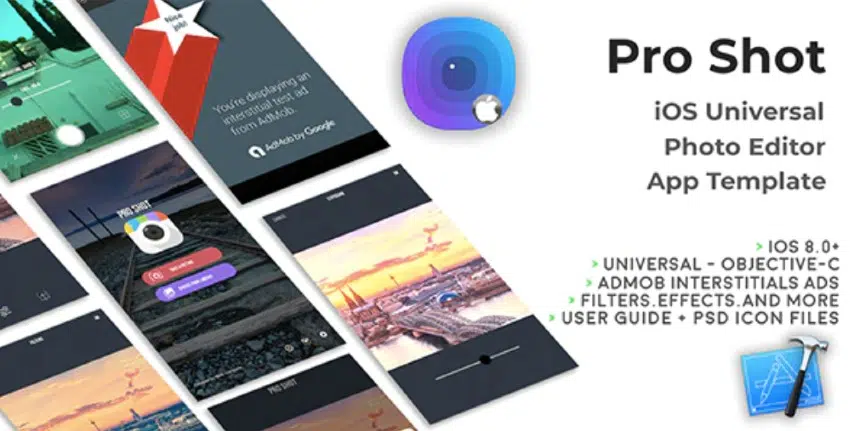 Pro Shot
iOS Universal
Photo Editor
App Template
> IOS 8.0+
> UNIVERSAL - OBJECTIVE-C
> ADMOB INTERSTITIALS ADS
> FILTERS.EFFECTS.AND MORE
> USER GUIDE + PSD ICON FILES
Nice job!
You're displaying an
interstitial test ad
from AdMob.
AdMob by Google
PRO SHOT
PRO SHOT